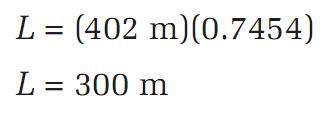 L = (402 m)(0.7454)
L = 300 m